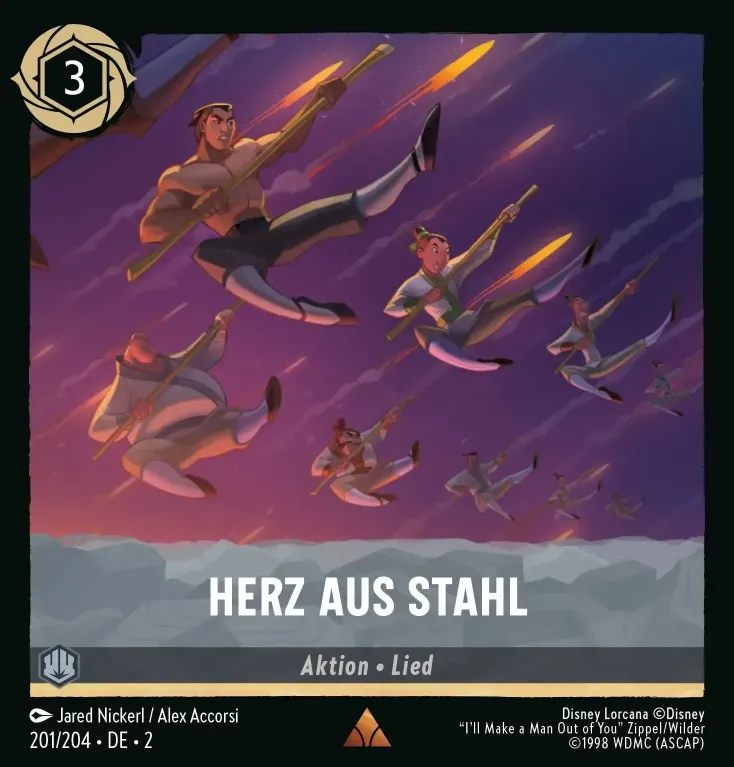 3
HERZ AUS STAHL
Aktion • Lied
Jared Nickerl / Alex Accorsi
201/204 • DE • 2
Disney Lorcana ©Disney
“I’ll Make a Man Out of You” Zippel/Wilder
©1998 WDMC (ASCAP)